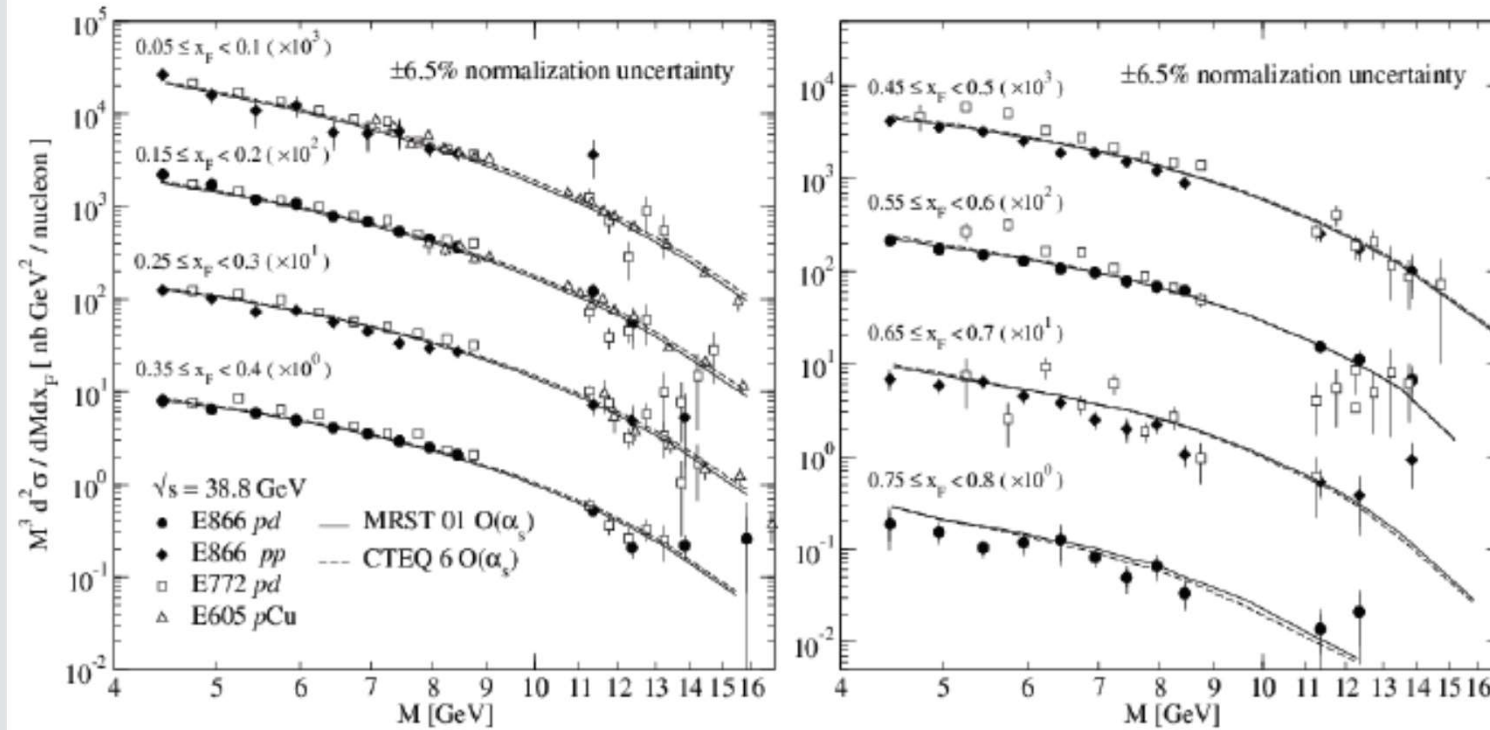 M³ d²σ / dMdx_F [ nb GeV² / nucleon ]
10⁵
10⁴
10³
10²
10¹
10⁰
10⁻¹
10⁻²
0.05 ≤ x_F < 0.1 (×10³)
±6.5% normalization uncertainty
0.15 ≤ x_F < 0.2 (×10²)
0.25 ≤ x_F < 0.3 (×10¹)
0.35 ≤ x_F < 0.4 (×10⁰)
√s = 38.8 GeV
● E866 pd
◆ E866 pp
□ E772 pd
△ E605 pCu
— MRST 01 O(α_s)
---- CTEQ 6 O(α_s)
4 5 6 7 8 9 10 11 12 13 14 15 16
M [GeV]
10⁴
10³
10²
10¹
10⁰
10⁻¹
10⁻²
±6.5% normalization uncertainty
0.45 ≤ x_F < 0.5 (×10³)
0.55 ≤ x_F < 0.6 (×10²)
0.65 ≤ x_F < 0.7 (×10¹)
0.75 ≤ x_F < 0.8 (×10⁰)
4 5 6 7 8 9 10 11 12 13 14 15 16
M [GeV]